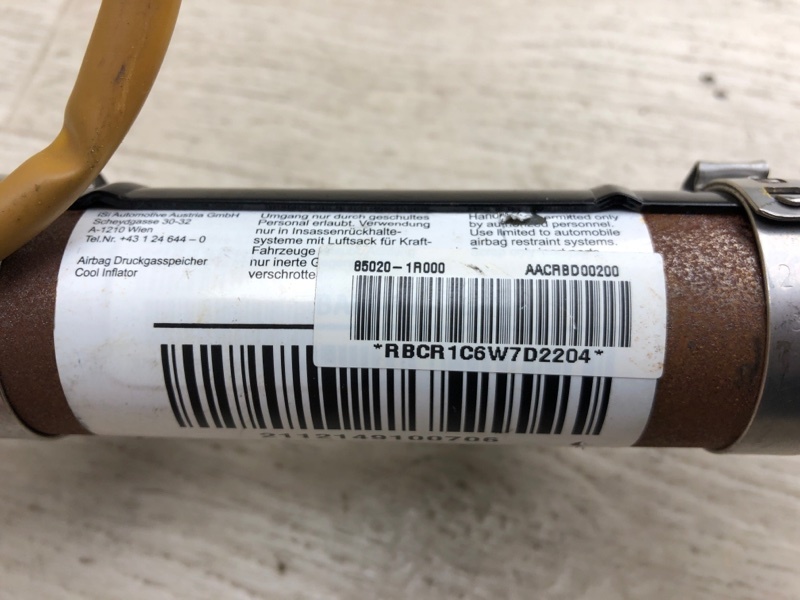 iSi Automotive Austria GmbH
Scheydgasse 30-32
A-1210 Wien
Tel.Nr. +43 1 24 644 – 0
Airbag Druckgasspeicher
Cool Inflator
Umgang nur durch geschultes
Personal erlaubt. Verwendung
nur in Insassenrückhalte-
systeme mit Luftsack für Kraft-
Fahrzeuge
nur inerte
verschrotte
permitted only
by authorized personnel.
Use limited to automobile
airbag restraint systems.
85020-1R000 AACRBD00200
*RBCR1C6W7D2204*
2112149100706